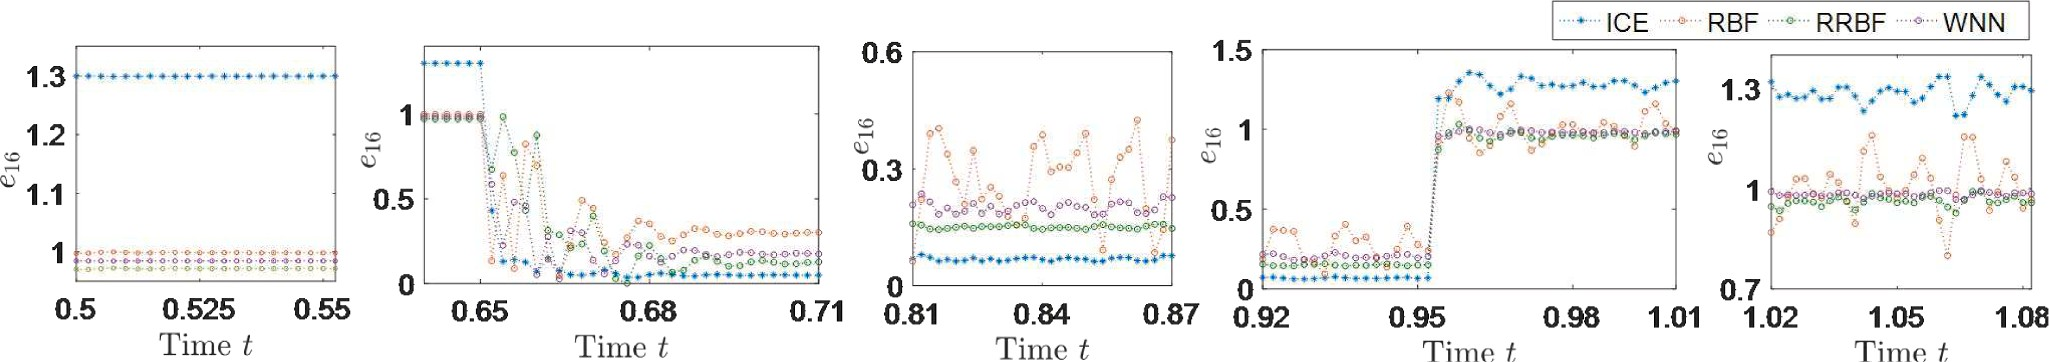 ICE RBF RRBF WNN
e16
1.3
1.2
1.1
1
0.5 0.525 0.55
Time t
e16
1
0.5
0
0.65 0.68 0.71
Time t
e16
0.6
0.3
0
0.81 0.84 0.87
Time t
e16
1.5
1
0.5
0
0.92 0.95 0.98 1.01
Time t
e16
1.3
1
0.7
1.02 1.05 1.08
Time t